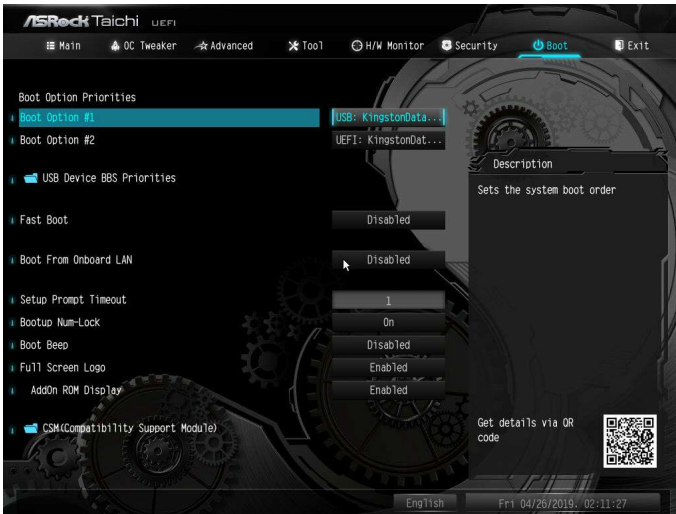 ASRock Taichi UEFI
Main OC Tweaker Advanced Tool H/W Monitor Security Boot Exit
Boot Option Priorities
Boot Option #1 USB: KingstonData...
Boot Option #2 UEFI: KingstonDat...
USB Device BBS Priorities
Fast Boot Disabled
Boot From Onboard LAN Disabled
Setup Prompt Timeout 1
Bootup Num-Lock On
Boot Beep Disabled
Full Screen Logo Enabled
AddOn ROM Display Enabled
CSM(Compatibility Support Module)
Description
Sets the system boot order
Get details via QR
code
English Fri 04/26/2019. 02:11:27